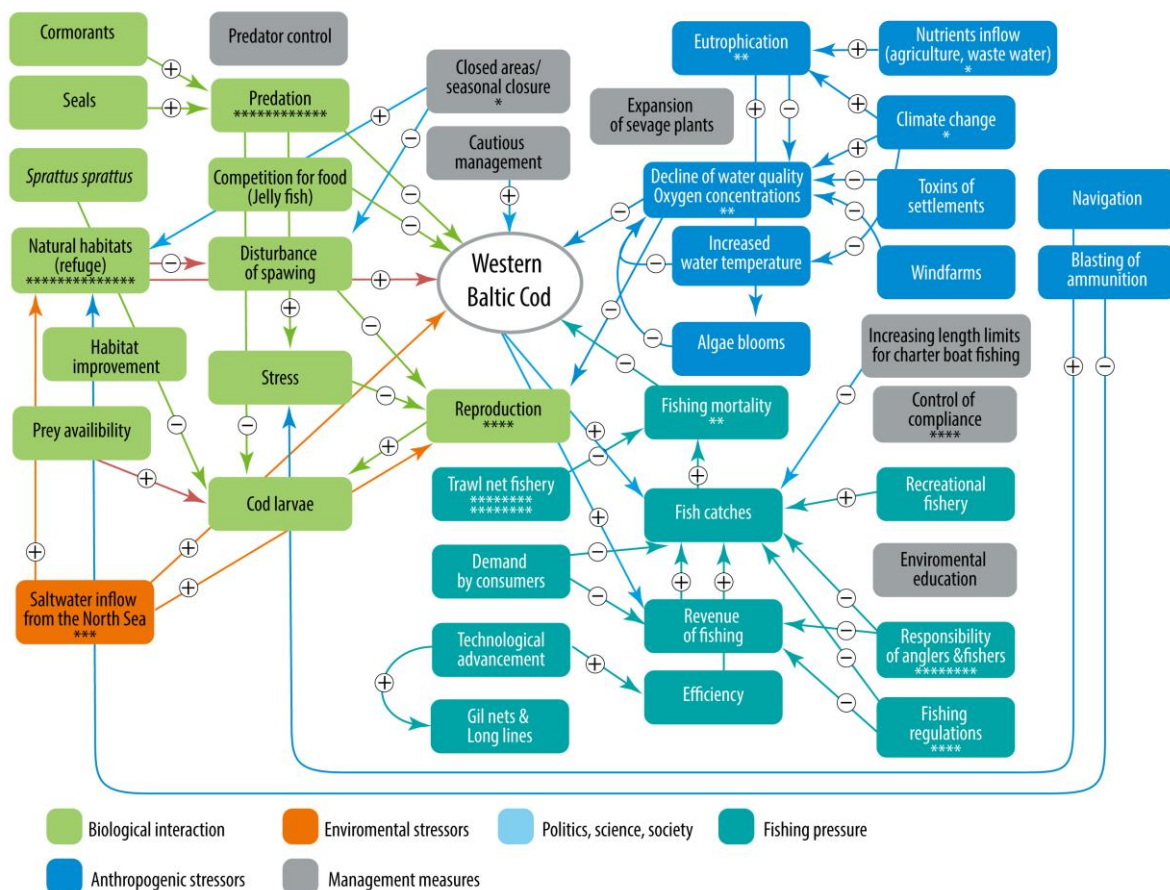 Cormorants
Predator control
Seals
Predation
************
Closed areas/
seasonal closure
*
Eutrophication
**
Nutrients inflow
(agriculture, waste water)
*
Expansion
of sevage plants
Climate change
*
Sprattus sprattus
Competition for food
(Jelly fish)
Cautious
management
Decline of water quality
Oxygen concentrations
**
Toxins of
settlements
Navigation
Natural habitats
(refuge)
**************
Disturbance
of spawing
Western
Baltic Cod
Increased
water temperature
Windfarms
Blasting of
ammunition
Habitat
improvement
Stress
Algae blooms
Increasing length limits
for charter boat fishing
Prey availibility
Reproduction
****
Fishing mortality
**
Control of
compliance
****
Cod larvae
Trawl net fishery
********
********
Fish catches
Recreational
fishery
Saltwater inflow
from the North Sea
***
Demand
by consumers
Enviromental
education
Technological
advancement
Revenue
of fishing
Responsibility
of anglers &fishers
********
Gil nets &
Long lines
Efficiency
Fishing
regulations
****
Biological interaction
Enviromental stressors
Politics, science, society
Fishing pressure
Anthropogenic stressors
Management measures